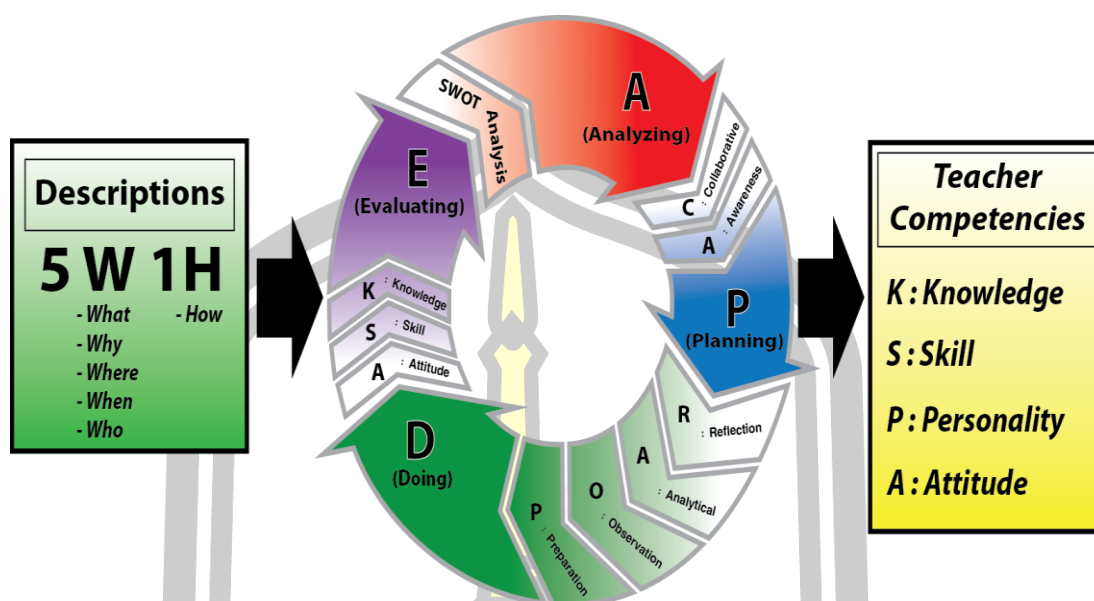 Descriptions
5 W 1H
- What
- How
- Why
- Where
- When
- Who
SWOT
Analysis
A
(Analyzing)
C : Collaborative
A : Awareness
P
(Planning)
R : Reflection
A : Analytical
O : Observation
P : Preparation
D
(Doing)
A : Attitude
S : Skill
K : Knowledge
E
(Evaluating)
Teacher
Competencies
K : Knowledge
S : Skill
P : Personality
A : Attitude